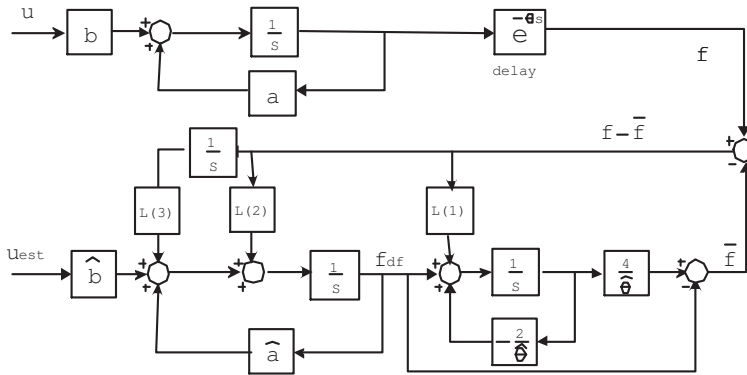 u
b
+
+
1
s
a
e^-θs
delay
f
+
-
f-f̄
1
s
L(3)
L(2)
L(1)
uest
b̂
+
+
+
+
1
s
fdf
+
+
+
1
s
4
θ̂
+
-
f̄
â
- 2
θ̂